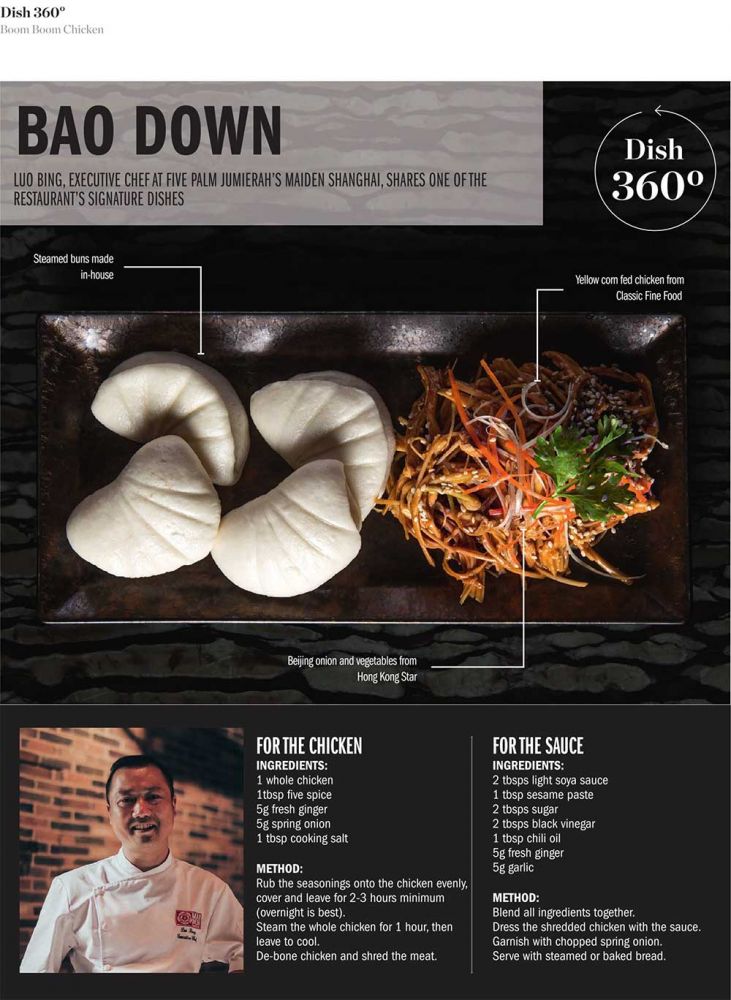 Dish 360º
Boom Boom Chicken
BAO DOWN
LUO BING, EXECUTIVE CHEF AT FIVE PALM JUMIERAH'S MAIDEN SHANGHAI, SHARES ONE OF THE
RESTAURANT'S SIGNATURE DISHES
Dish
360º
Steamed buns made
in-house
Yellow corn fed chicken from
Classic Fine Food
Beijing onion and vegetables from
Hong Kong Star
FOR THE CHICKEN
INGREDIENTS:
1 whole chicken
1tbsp five spice
5g fresh ginger
5g spring onion
1 tbsp cooking salt
METHOD:
Rub the seasonings onto the chicken evenly,
cover and leave for 2-3 hours minimum
(overnight is best).
Steam the whole chicken for 1 hour, then
leave to cool.
De-bone chicken and shred the meat.
FOR THE SAUCE
INGREDIENTS:
2 tbsps light soya sauce
1 tbsp sesame paste
2 tbsps sugar
2 tbsps black vinegar
1 tbsp chili oil
5g fresh ginger
5g garlic
METHOD:
Blend all ingredients together.
Dress the shredded chicken with the sauce.
Garnish with chopped spring onion.
Serve with steamed or baked bread.